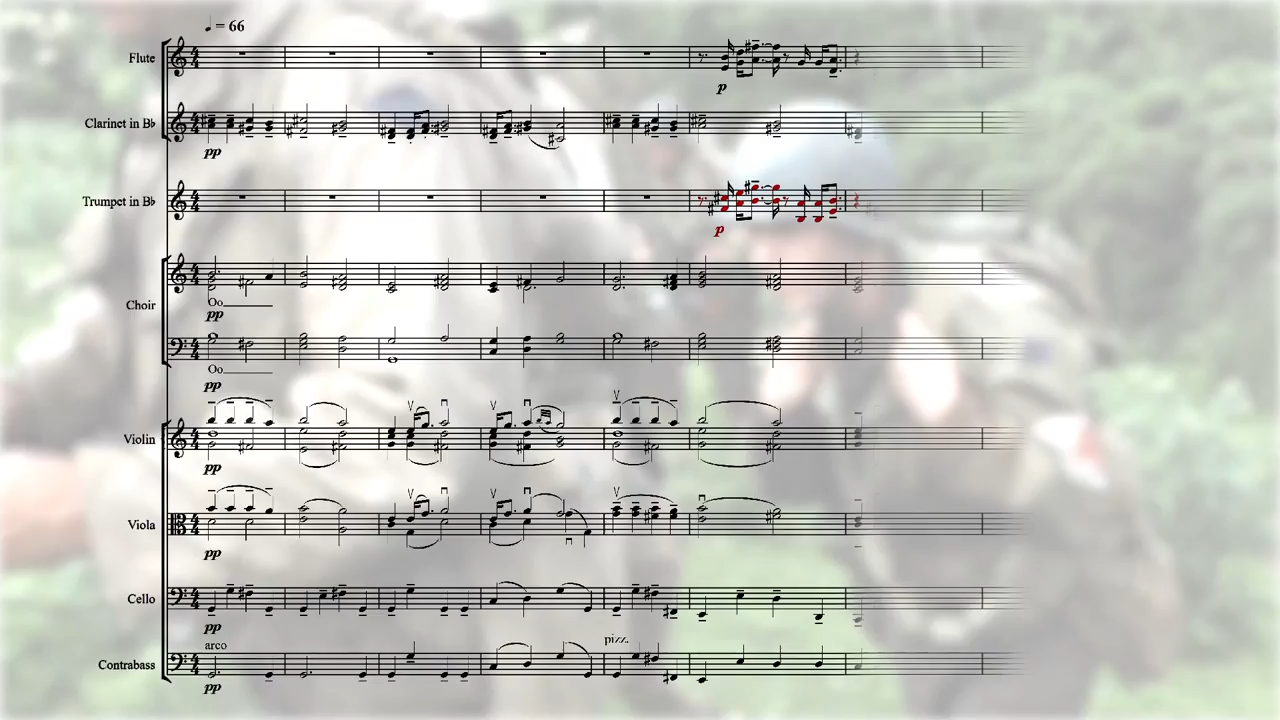 ♩ = 66
Flute
p
Clarinet in B♭
pp
Trumpet in B♭
p
Choir
Oo
pp
Oo
pp
Violin
pp
Viola
pp
Cello
pp
arco
pizz.
Contrabass
pp